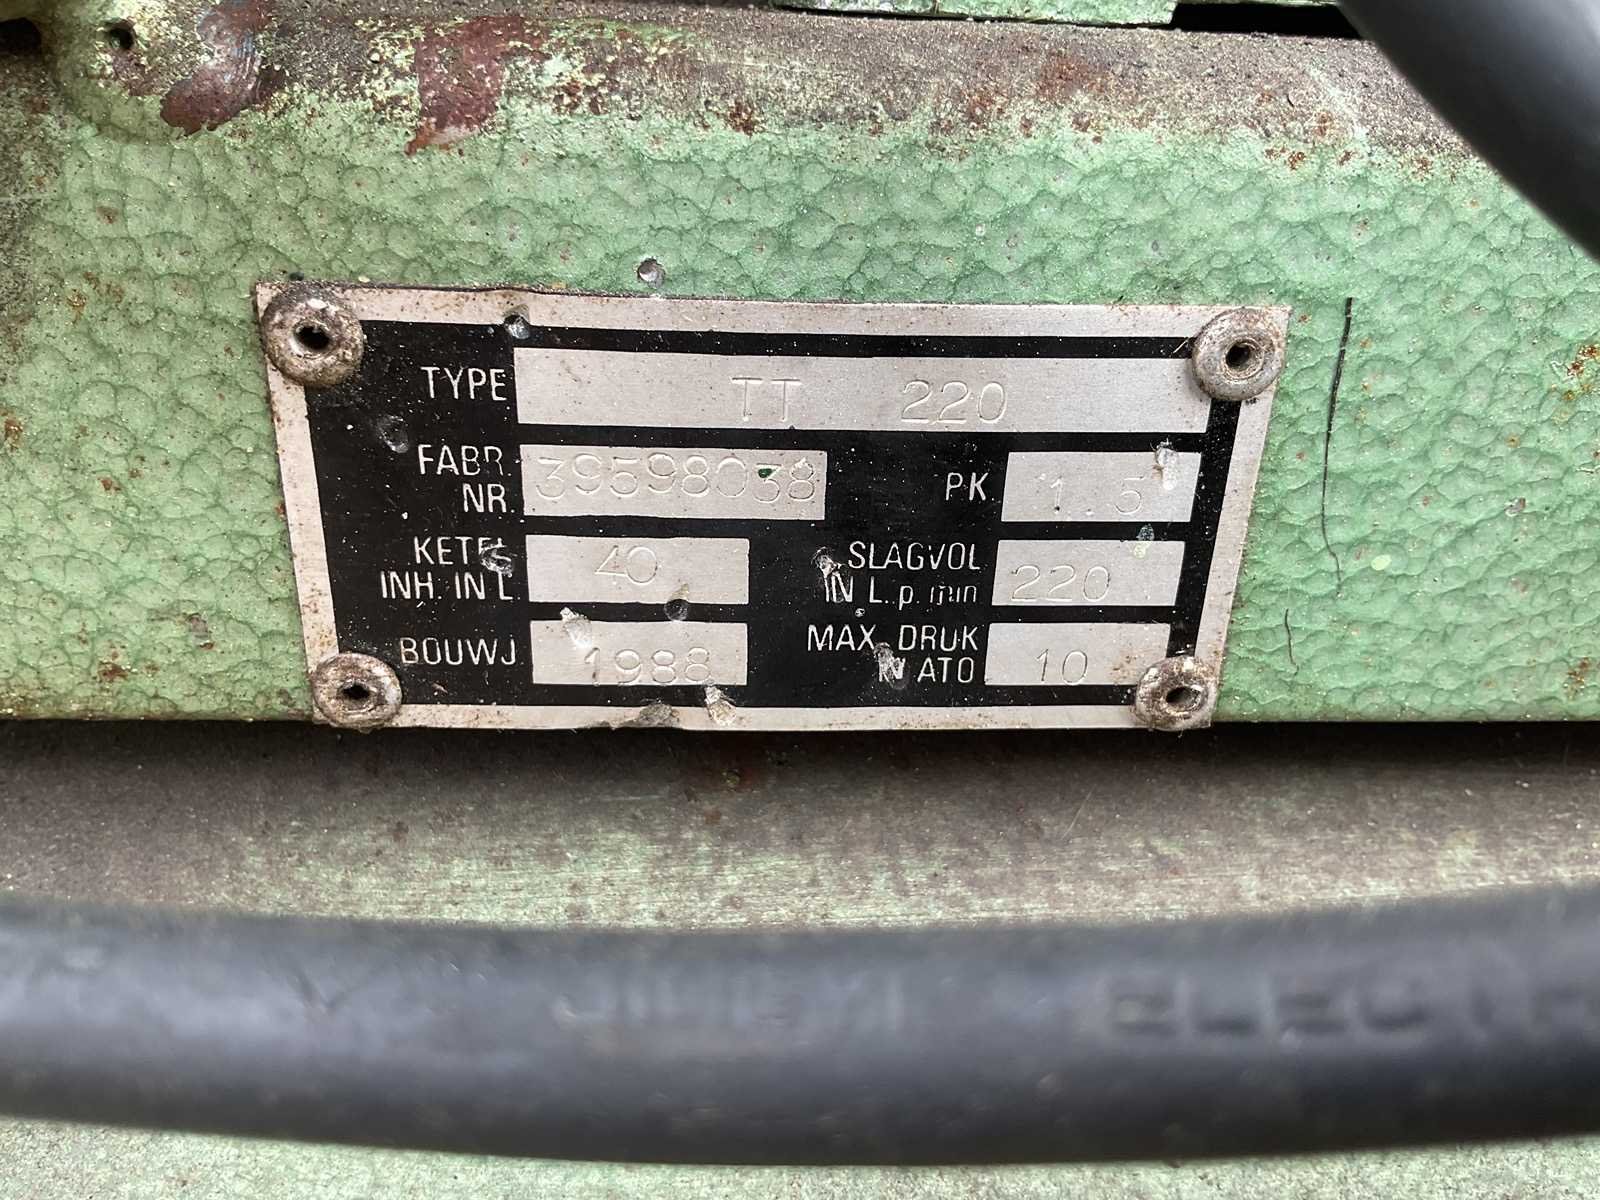 TYPE TT 220
FABR. NR. 39598038 PK 1.5
KETEL INH. IN L. 40 SLAGVOL IN L. p. min 220
BOUWJ. 1988 MAX. DRUK IN ATO 10